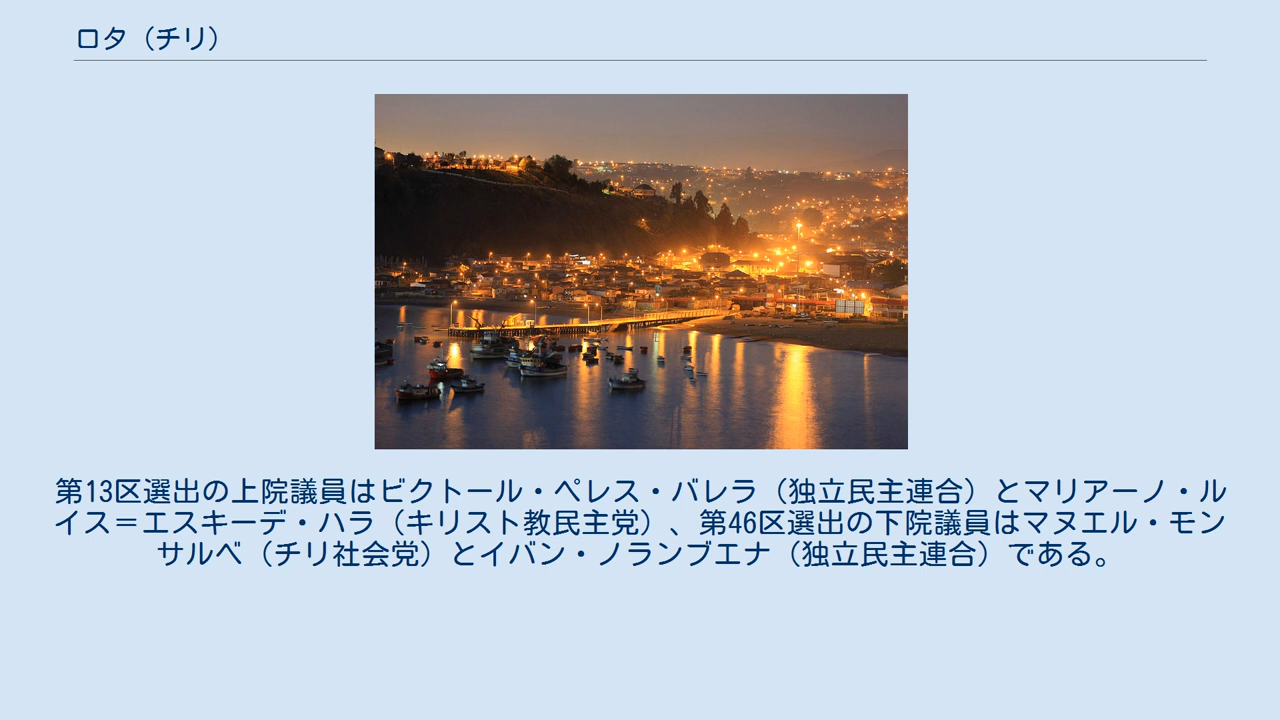 ロタ（チリ）
第13区選出の上院議員はビクトール・ペレス・バレラ（独立民主連合）とマリアーノ・ル
イス＝エスキーデ・ハラ（キリスト教民主党）、第46区選出の下院議員はマヌエル・モン
サルベ（チリ社会党）とイバン・ノランブエナ（独立民主連合）である。